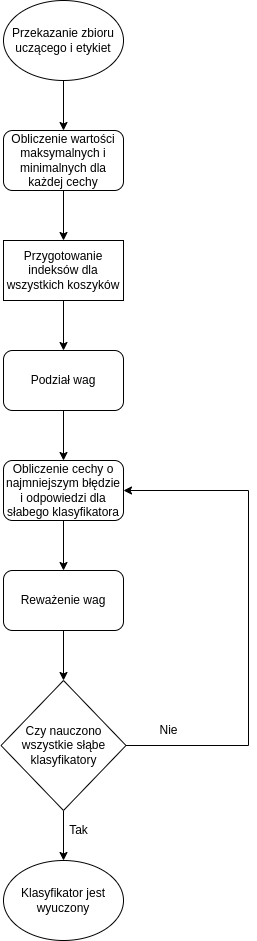 Przekazanie zbioru
uczącego i etykiet
Obliczenie wartości
maksymalnych i
minimalnych dla
każdej cechy
Przygotowanie
indeksów dla
wszystkich koszyków
Podział wag
Obliczenie cechy o
najmniejszym błędzie
i odpowiedzi dla
słabego klasyfikatora
Reważenie wag
Czy nauczono
wszystkie słąbe
klasyfikatory
Nie
Tak
Klasyfikator jest
wyuczony